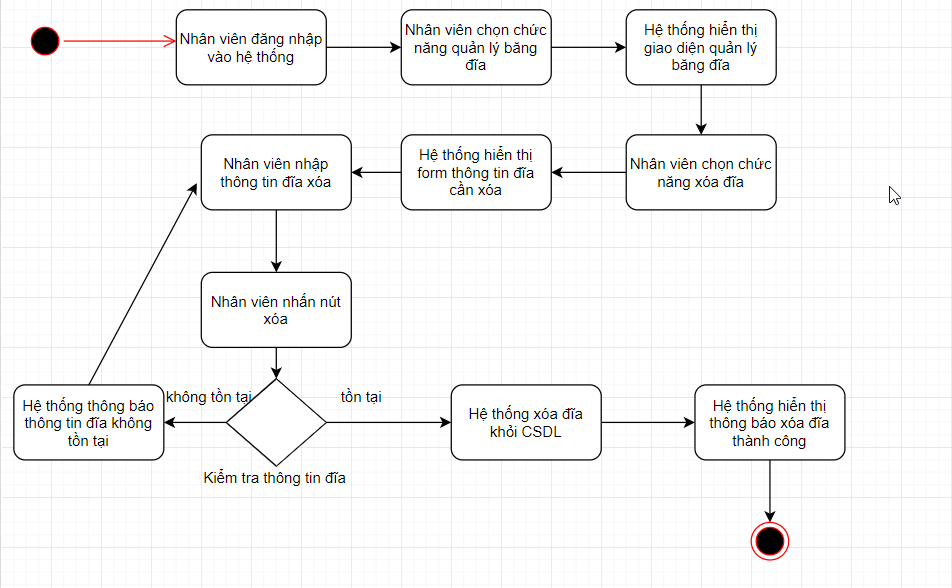 Nhân viên đăng nhập
vào hệ thống
Nhân viên chọn chức
năng quản lý băng
đĩa
Hệ thống hiển thị
giao diện quản lý
băng đĩa
Nhân viên nhập
thông tin đĩa xóa
Hệ thống hiển thị
form thông tin đĩa
cần xóa
Nhân viên chọn chức
năng xóa đĩa
Nhân viên nhấn nút
xóa
không tồn tại
tồn tại
Hệ thống thông báo
thông tin đĩa không
tồn tại
Kiểm tra thông tin đĩa
Hệ thống xóa đĩa
khỏi CSDL
Hệ thống hiển thị
thông báo xóa đĩa
thành công